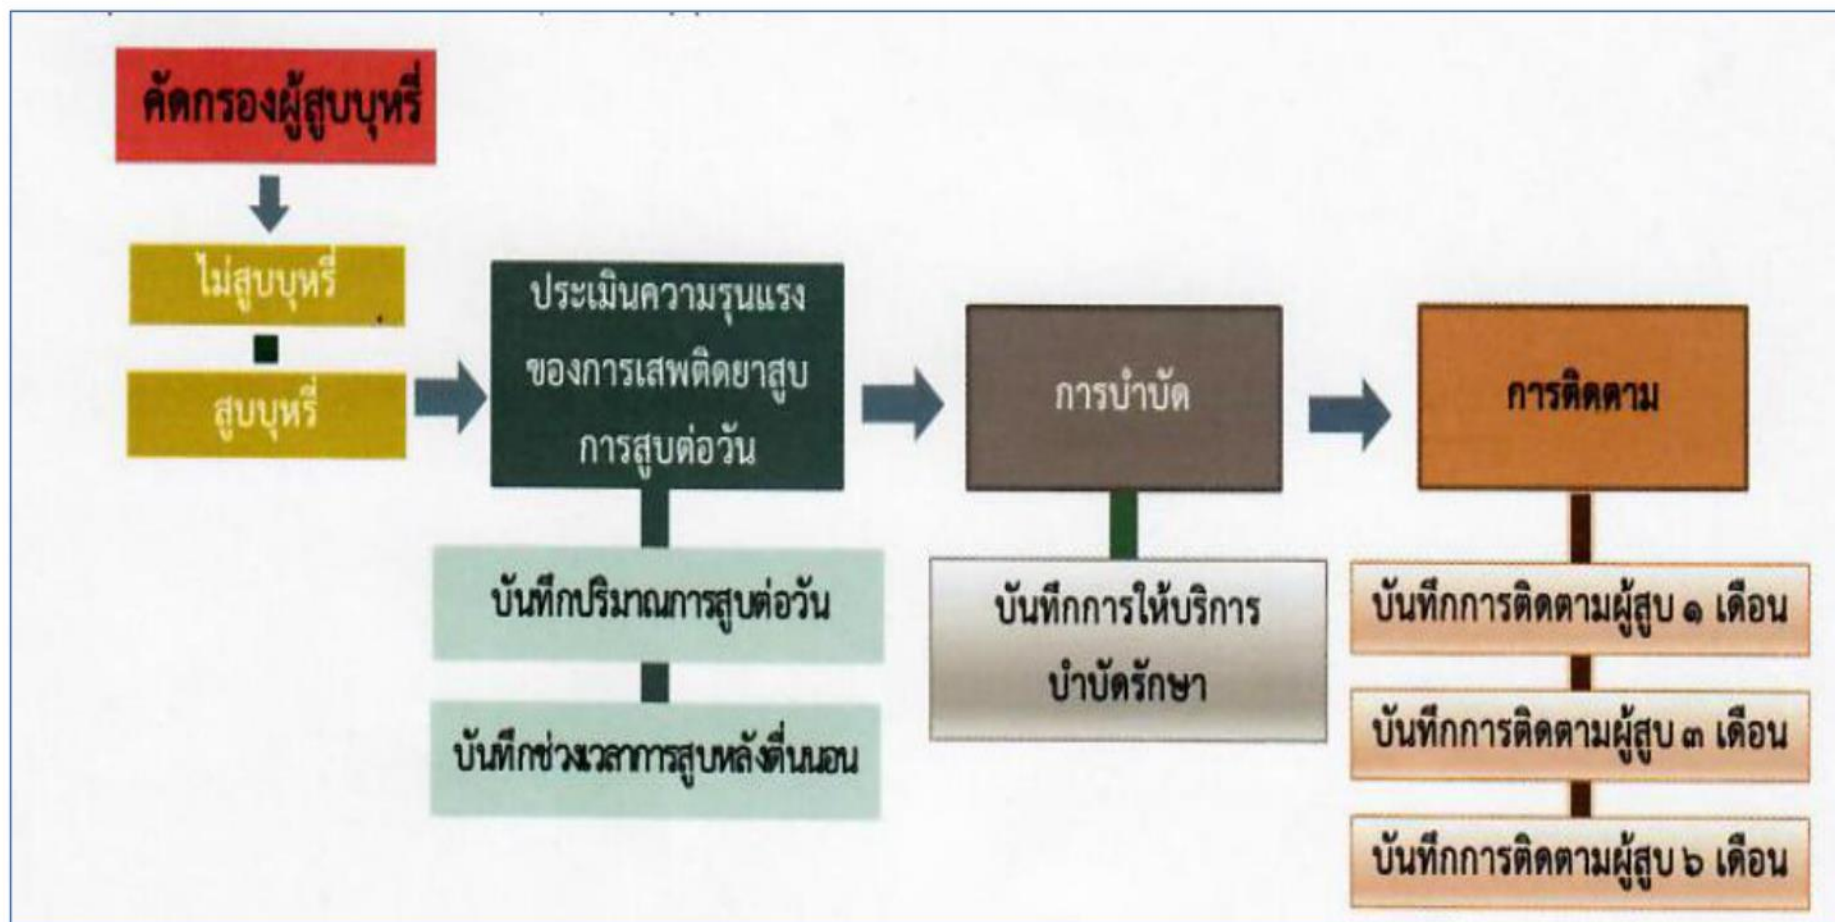 คัดกรองผู้สูบบุหรี่
ไม่สูบบุหรี่
สูบบุหรี่
ประเมินความรุนแรง
ของการเสพติดยาสูบ
การสูบต่อวัน
บันทึกปริมาณการสูบต่อวัน
บันทึกช่วงเวลาการสูบหลังตื่นนอน
การบำบัด
บันทึกการให้บริการ
บำบัดรักษา
การติดตาม
บันทึกการติดตามผู้สูบ ๑ เดือน
บันทึกการติดตามผู้สูบ ๓ เดือน
บันทึกการติดตามผู้สูบ ๖ เดือน